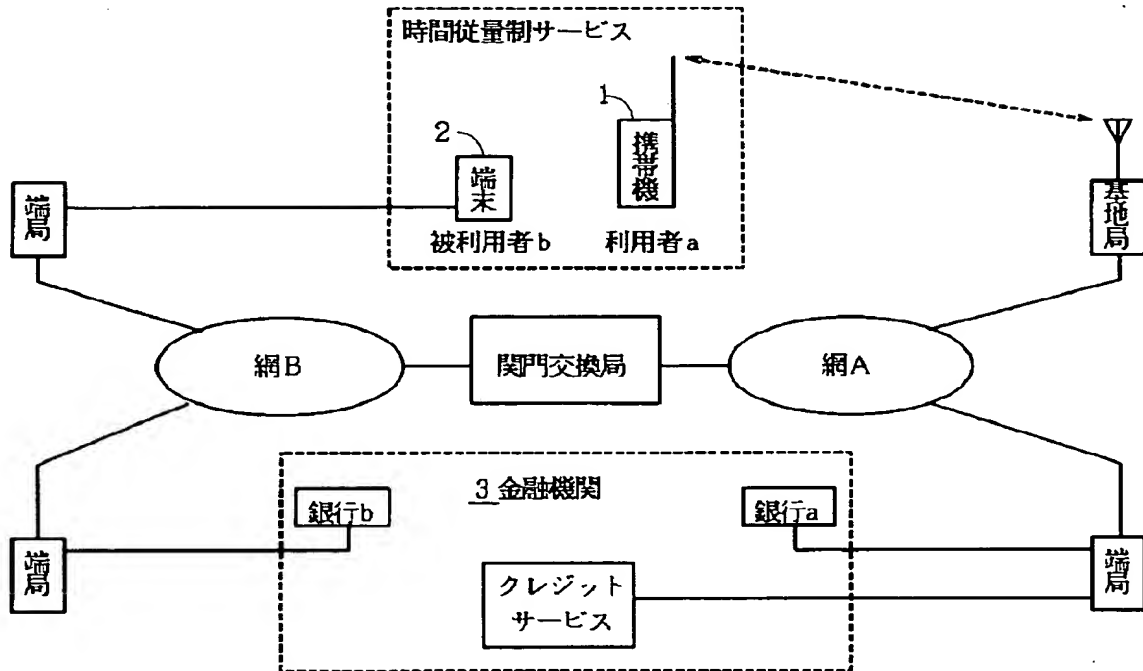 時間従量制サービス
1
携帯機
2
端末
端局
基地局
被利用者b
利用者a
網B
関門交換局
網A
3 金融機関
銀行b
銀行a
端局
クレジット
サービス
端局